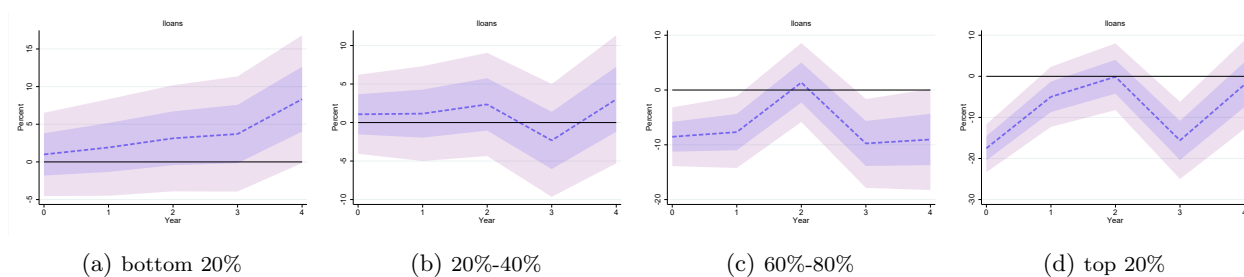 lloans
Percent
15
10
5
0
-5
0 1 2 3 4
Year
(a) bottom 20%
lloans
Percent
10
5
0
-5
-10
0 1 2 3 4
Year
(b) 20%-40%
lloans
Percent
10
0
-10
-20
0 1 2 3 4
Year
(c) 60%-80%
lloans
Percent
10
0
-10
-20
-30
0 1 2 3 4
Year
(d) top 20%